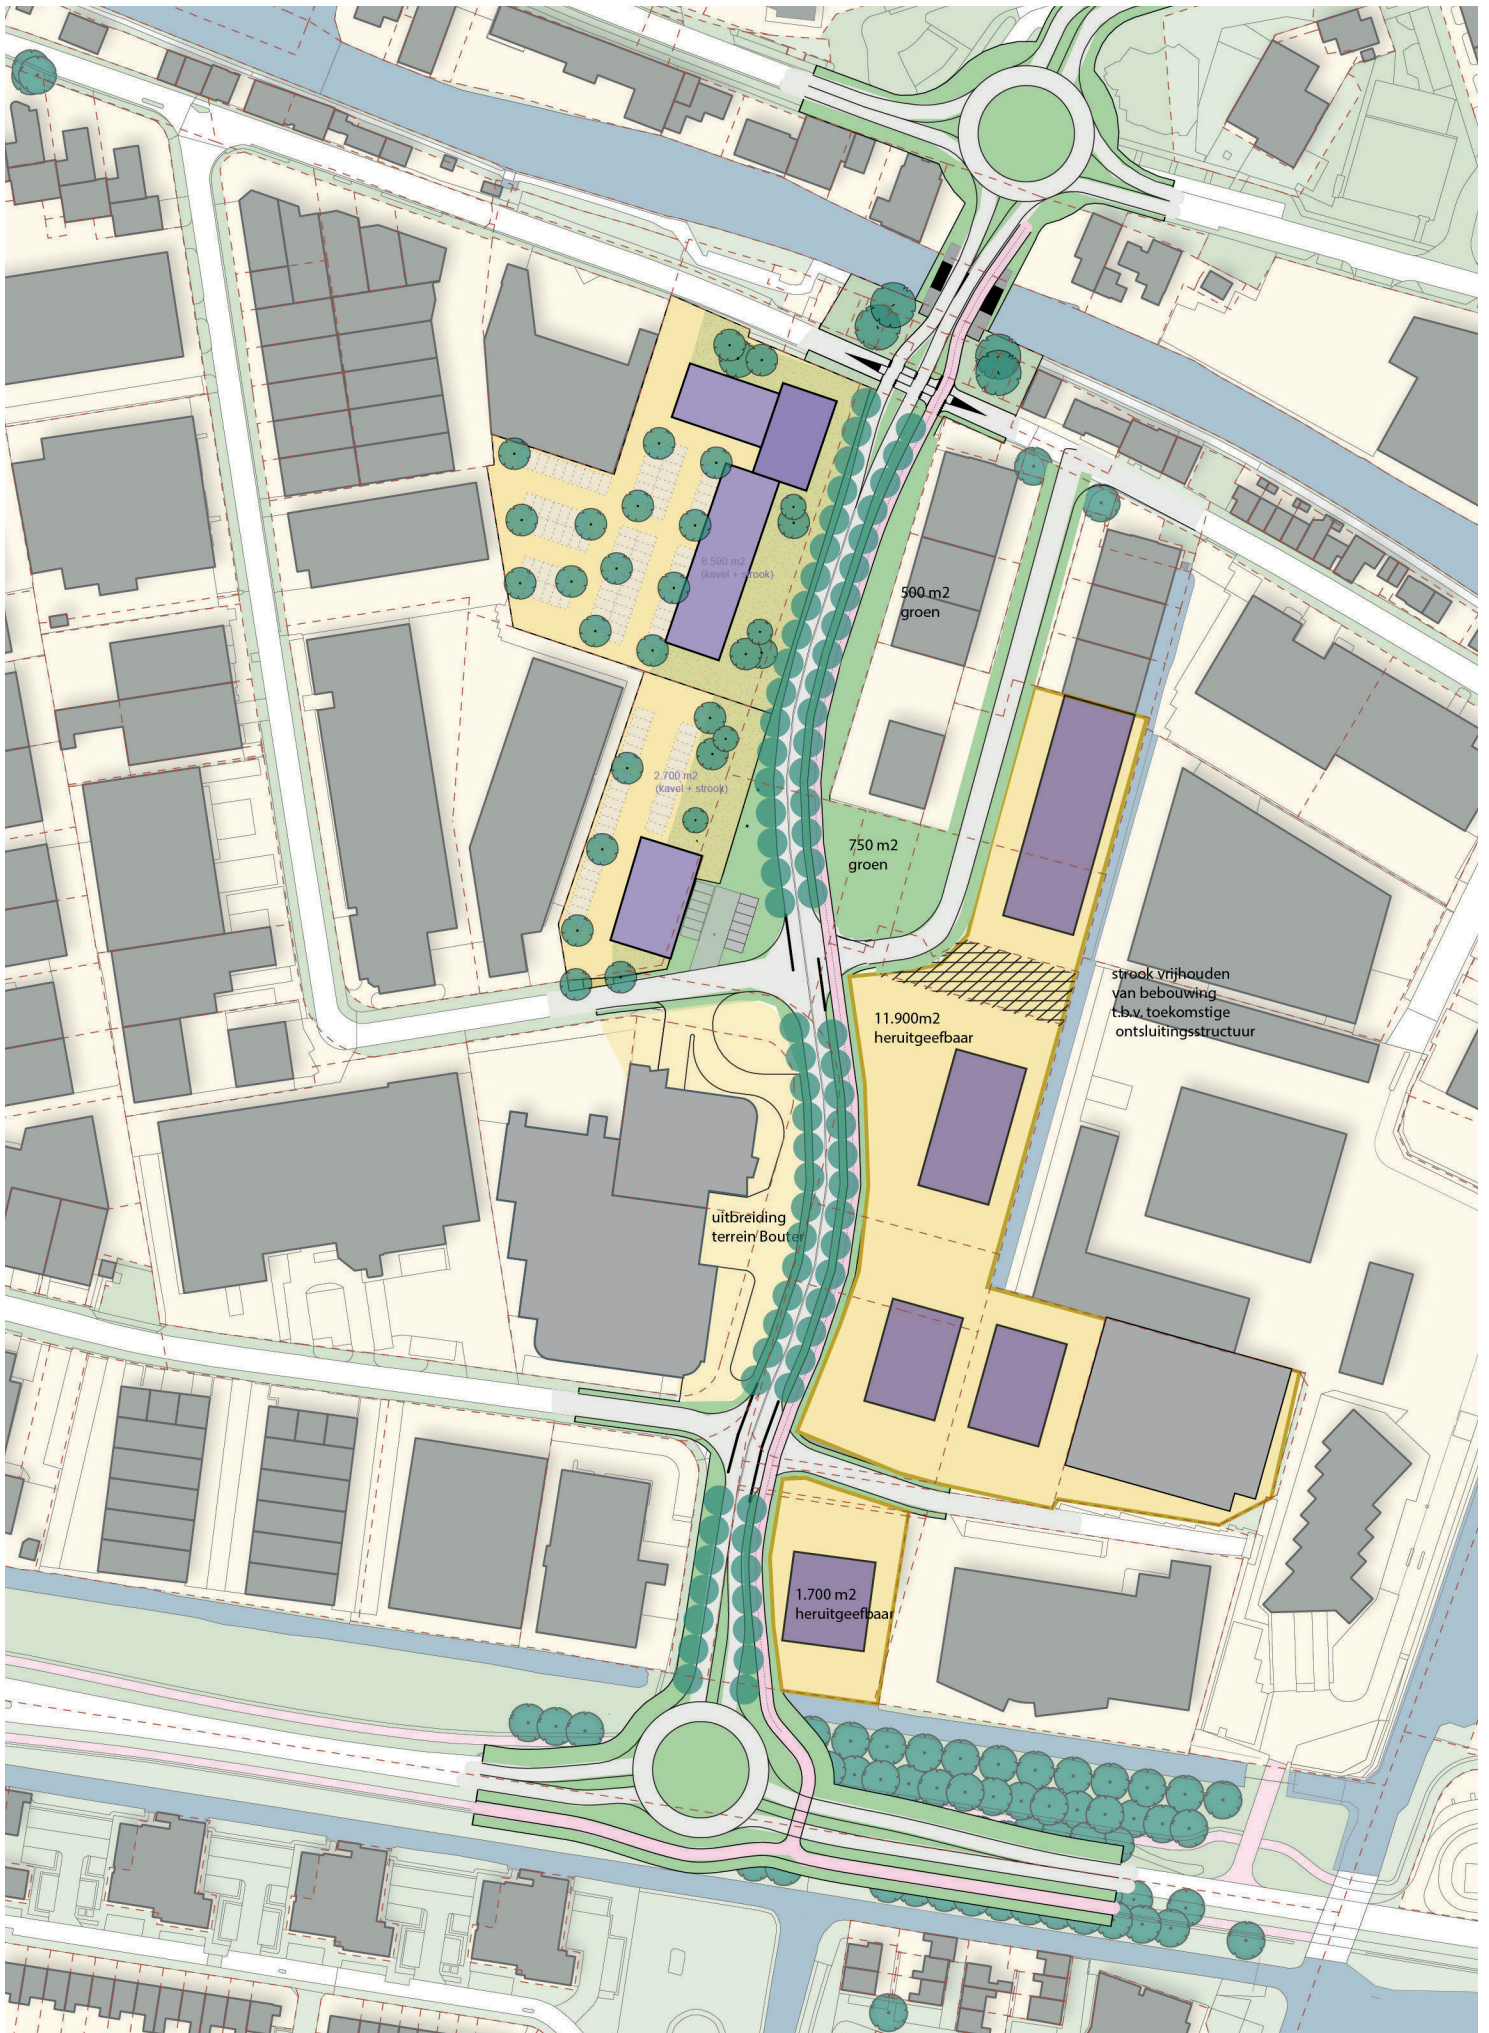 6.590 m2
(kavel + strook)
500 m2
groen
2.700 m2
(kavel + strook)
750 m2
groen
strook vrijhouden
van bebouwing
t.b.v. toekomstige
ontsluitingsstructuur
11.900m2
heruitgeefbaar
uitbreiding
terrein Bouter
1.700 m2
heruitgeefbaar